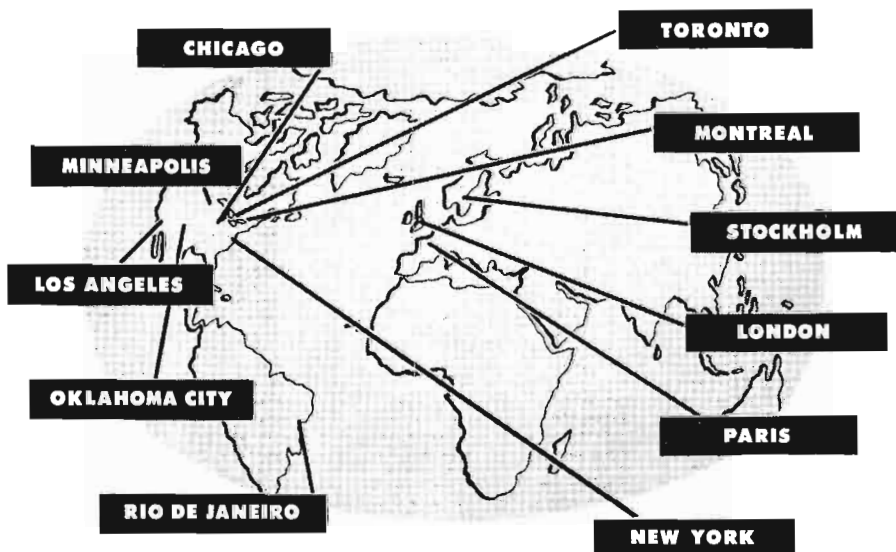 TORONTO
CHICAGO
MONTREAL
MINNEAPOLIS
STOCKHOLM
LOS ANGELES
LONDON
OKLAHOMA CITY
PARIS
RIO DE JANEIRO
NEW YORK